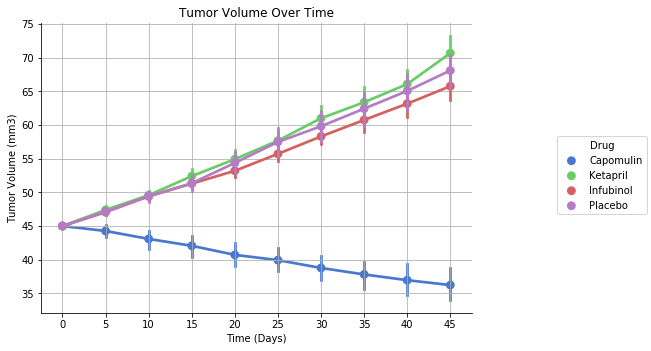 Tumor Volume Over Time
75
70
65
60
55
50
45
40
35
Tumor Volume (mm3)
0 5 10 15 20 25 30 35 40 45
Time (Days)
Drug
Capomulin
Ketapril
Infubinol
Placebo